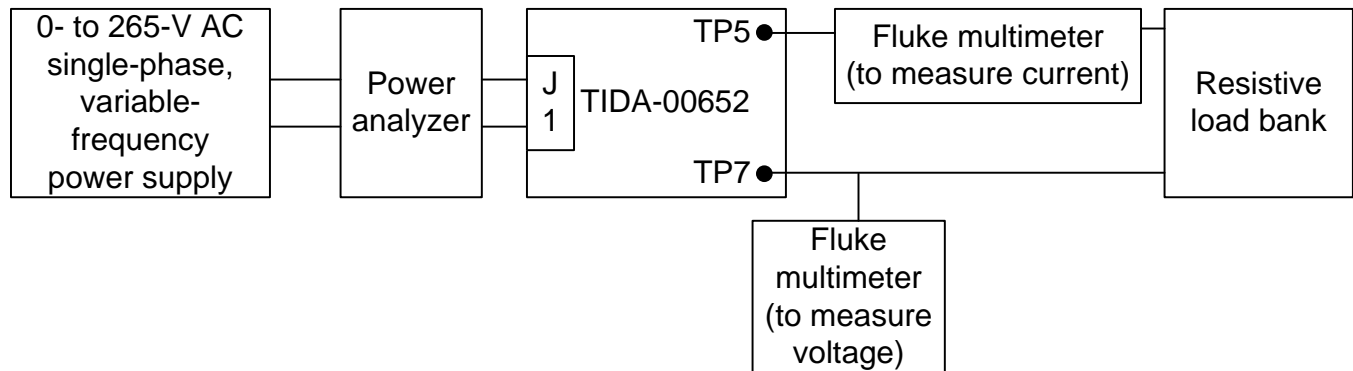 0- to 265-V AC
single-phase,
variable-
frequency
power supply
Power
analyzer
J
1
TIDA-00652
TP5
TP7
Fluke multimeter
(to measure current)
Fluke
multimeter
(to measure
voltage)
Resistive
load bank